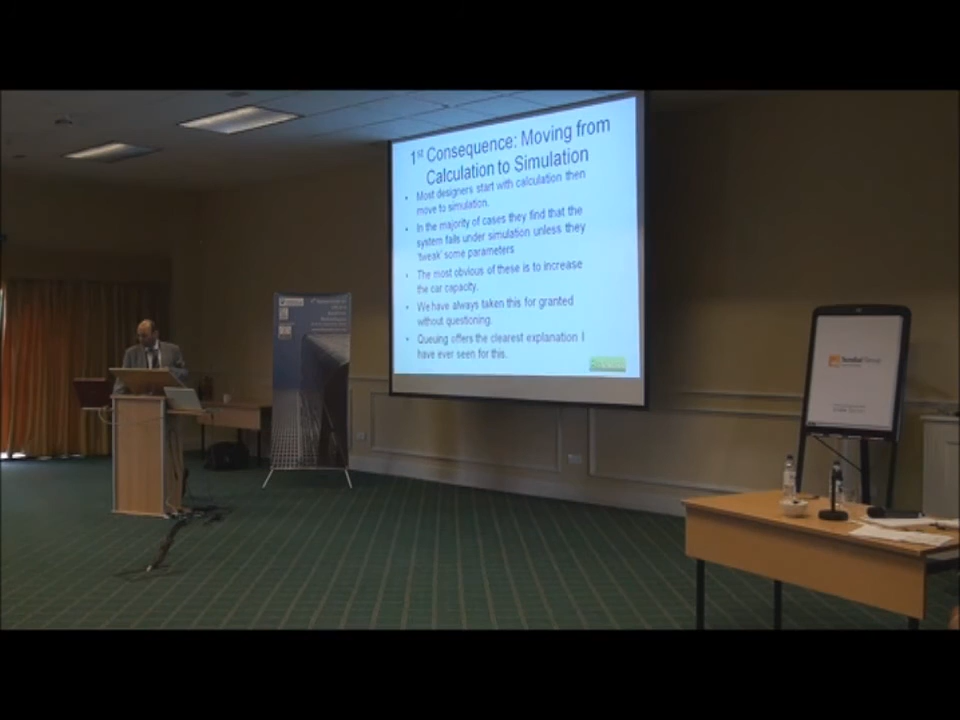 1st Consequence: Moving from
Calculation to Simulation
• Most designers start with calculation then
move to simulation.
• In the majority of cases they find that the
system fails under simulation unless they
'tweak' some parameters
• The most obvious of these is to increase
the car capacity.
• We have always taken this for granted
without questioning.
• Queuing offers the clearest explanation I
have ever seen for this.